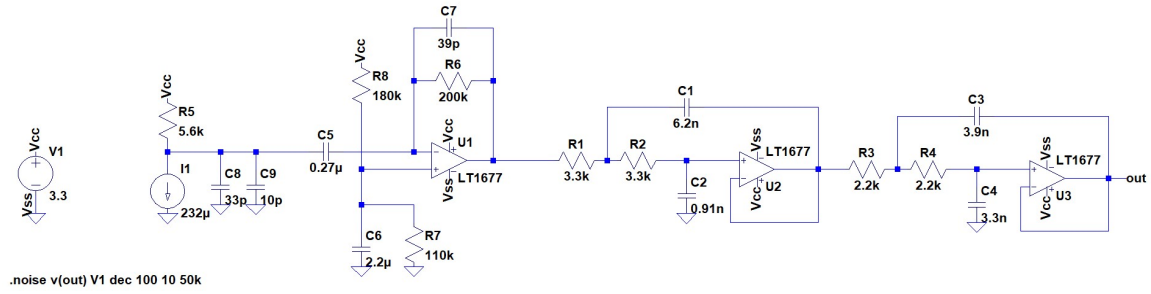 C7
39p
Vcc
R6
200k
Vcc
R8
180k
Vcc
R5
5.6k
C1
6.2n
C3
3.9n
Vcc
V1
3.3
Vss
C5
0.27µ
Vcc
U1
LT1677
Vss
R1
3.3k
R2
3.3k
Vss
LT1677
U2
Vcc
R3
2.2k
R4
2.2k
Vss
LT1677
U3
Vcc
out
I1
232µ
C8
33p
C9
10p
C2
0.91n
C4
3.3n
C6
2.2µ
R7
110k
.noise v(out) V1 dec 100 10 50k